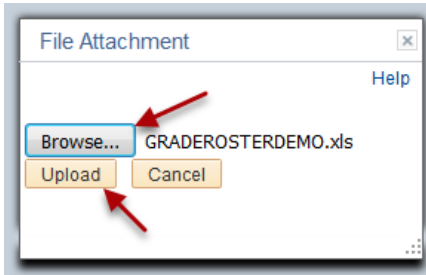 File Attachment
Help
Browse... GRADEROSTERDEMO.xls
Upload Cancel